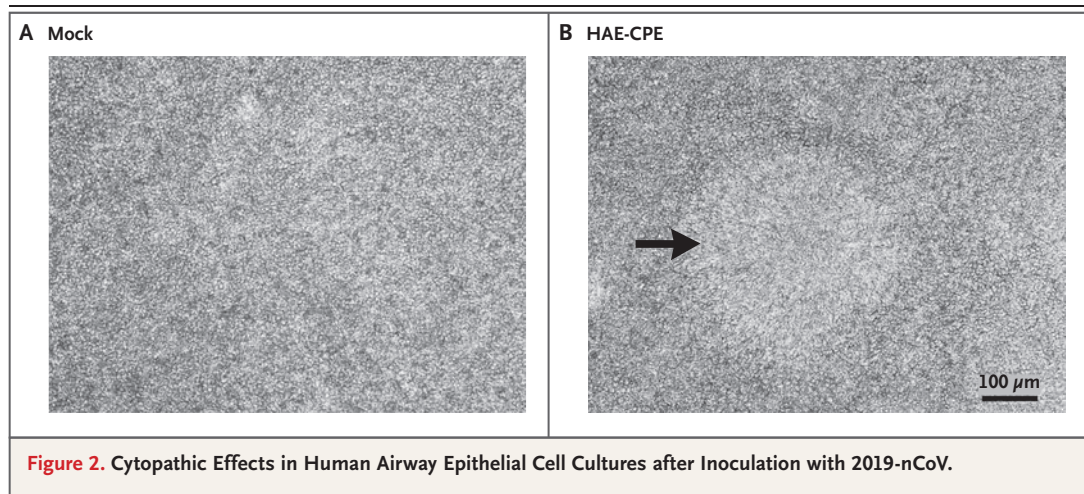 A Mock
B HAE-CPE
100 µm
Figure 2. Cytopathic Effects in Human Airway Epithelial Cell Cultures after Inoculation with 2019-nCoV.